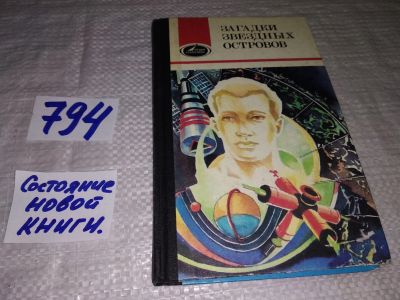 794
Состояние
новой
книги.
ЗАГАДКИ
ЗВЕЗДНЫХ
ОСТРОВОВ